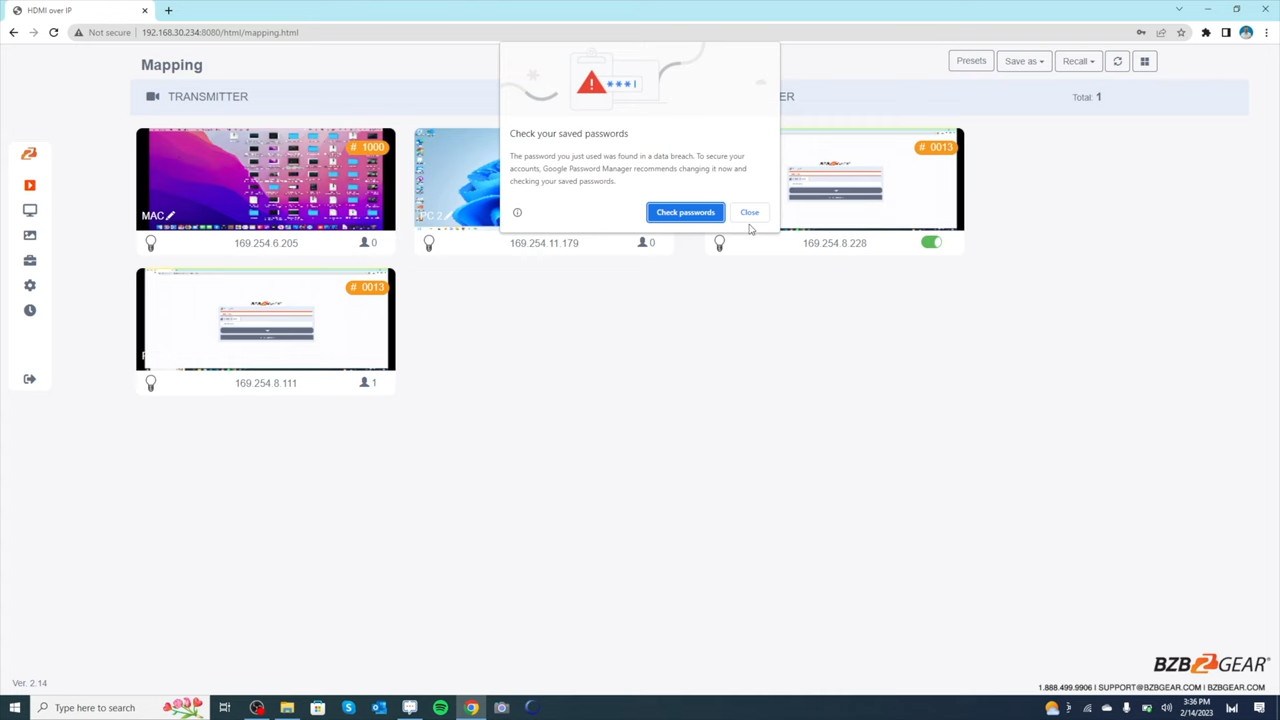 HDMI over IP
Not secure 192.168.30.234:8080/html/mapping.html
Mapping
Presets Save as Recall
TRANSMITTER
ER
Total: 1
***
Check your saved passwords
The password you just used was found in a data breach. To secure your
accounts, Google Password Manager recommends changing it now and
checking your saved passwords.
Check passwords Close
# 1000
MAC
169.254.6.205 0
PC 2
169.254.11.179 0
# 0013
169.254.8.228
# 0013
169.254.8.111 1
Ver. 2.14
BZBGEAR®
1.888.499.9906 | SUPPORT@BZBGEAR.COM | BZBGEAR.COM
Type here to search
3:36 PM
2/14/2023